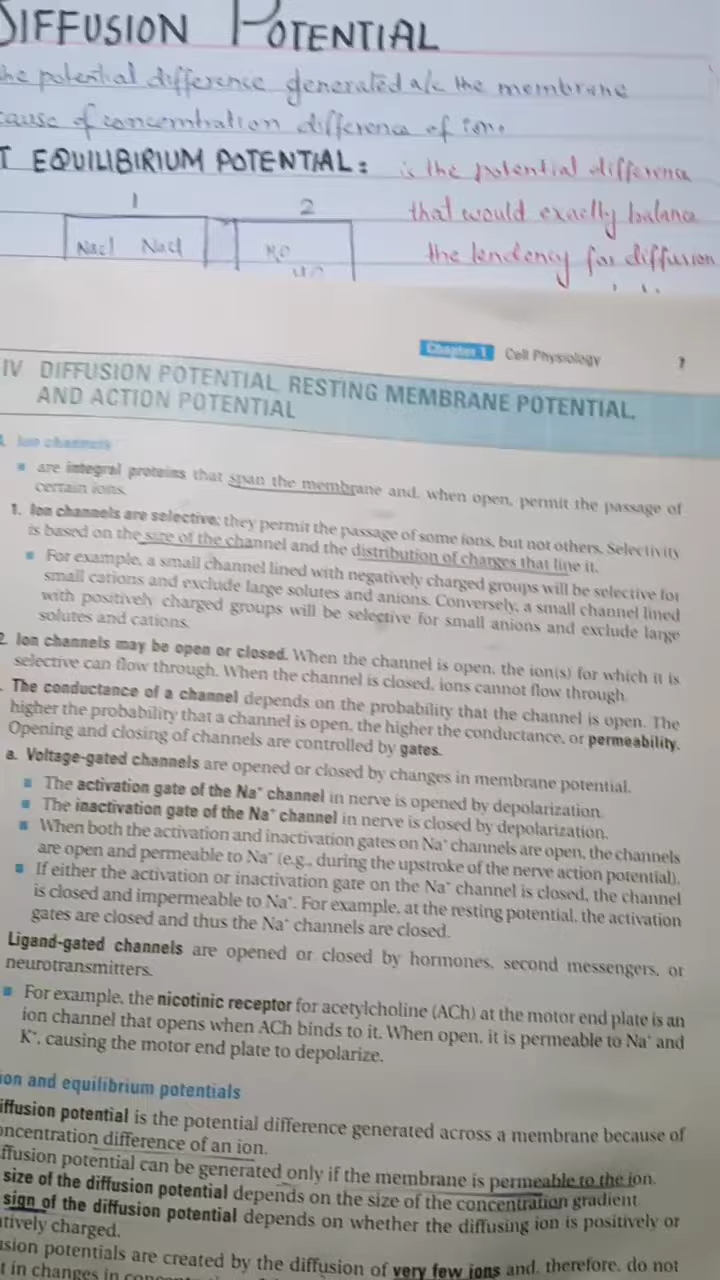 DIFFUSION POTENTIAL
the potential difference generated a/c the membrane
cause of concentration difference of ion.
T EQUILIBIRIUM POTENTIAL: is the potential difference
1 2 that would exactly balance
NaCl NaCl the tendency for diffusion
Chapter 1 Cell Physiology 7
IV DIFFUSION POTENTIAL, RESTING MEMBRANE POTENTIAL,
AND ACTION POTENTIAL
Ion channels
■ are integral proteins that span the membrane and, when open, permit the passage of
certain ions.
1. Ion channels are selective; they permit the passage of some ions, but not others. Selectivity
is based on the size of the channel and the distribution of charges that line it.
■ For example, a small channel lined with negatively charged groups will be selective for
small cations and exclude large solutes and anions. Conversely, a small channel lined
with positively charged groups will be selective for small anions and exclude large
solutes and cations.
2. Ion channels may be open or closed. When the channel is open, the ion(s) for which it is
selective can flow through. When the channel is closed, ions cannot flow through.
. The conductance of a channel depends on the probability that the channel is open. The
higher the probability that a channel is open, the higher the conductance, or permeability.
Opening and closing of channels are controlled by gates.
a. Voltage-gated channels are opened or closed by changes in membrane potential.
■ The activation gate of the Na⁺ channel in nerve is opened by depolarization.
■ The inactivation gate of the Na⁺ channel in nerve is closed by depolarization.
■ When both the activation and inactivation gates on Na⁺ channels are open, the channels
are open and permeable to Na⁺ (e.g., during the upstroke of the nerve action potential).
■ If either the activation or inactivation gate on the Na⁺ channel is closed, the channel
is closed and impermeable to Na⁺. For example, at the resting potential, the activation
gates are closed and thus the Na⁺ channels are closed.
Ligand-gated channels are opened or closed by hormones, second messengers, or
neurotransmitters.
■ For example, the nicotinic receptor for acetylcholine (ACh) at the motor end plate is an
ion channel that opens when ACh binds to it. When open, it is permeable to Na⁺ and
K⁺, causing the motor end plate to depolarize.
ion and equilibrium potentials
iffusion potential is the potential difference generated across a membrane because of
oncentration difference of an ion.
ffusion potential can be generated only if the membrane is permeable to the ion.
size of the diffusion potential depends on the size of the concentration gradient.
sign of the diffusion potential depends on whether the diffusing ion is positively or
atively charged.
usion potentials are created by the diffusion of very few ions and, therefore, do not
t in changes in